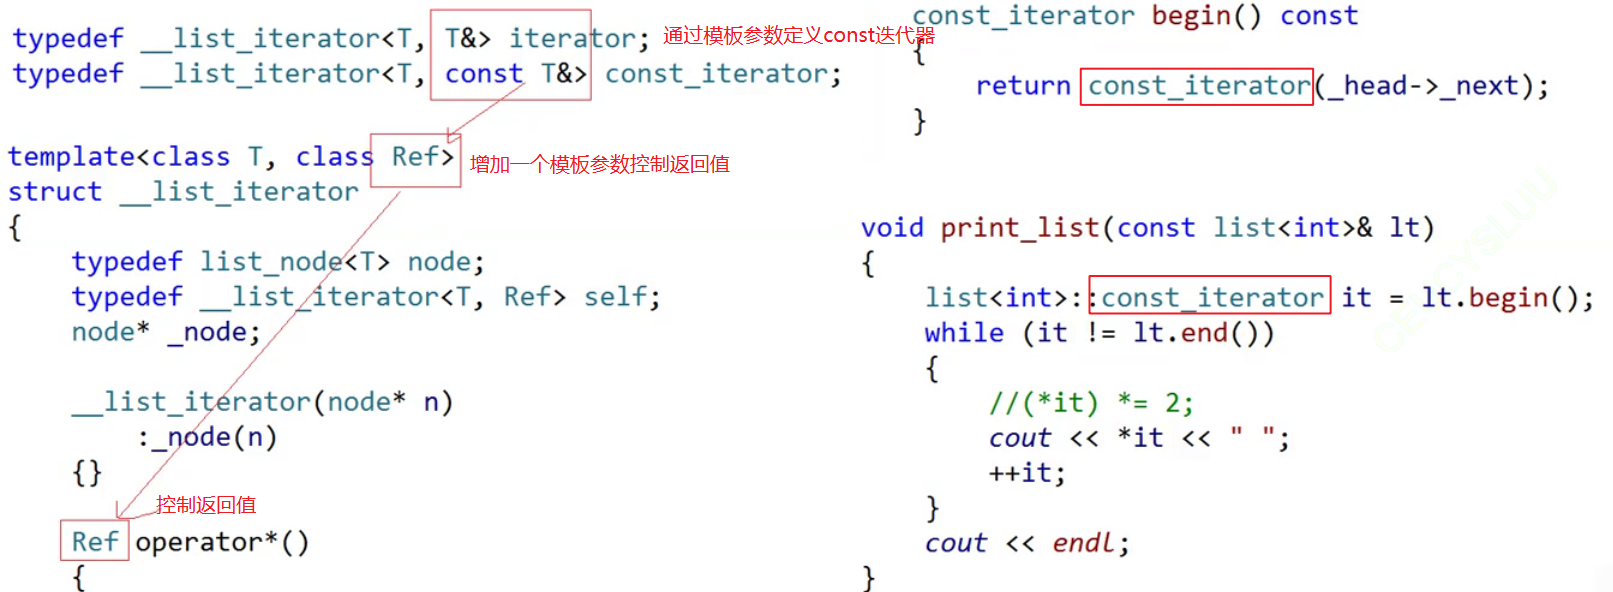 typedef __list_iterator<T, T&> iterator; 通过模板参数定义const迭代器
typedef __list_iterator<T, const T&> const_iterator;
template<class T, class Ref> 增加一个模板参数控制返回值
struct __list_iterator
{
typedef list_node<T> node;
typedef __list_iterator<T, Ref> self;
node* _node;
__list_iterator(node* n)
:_node(n)
{}
控制返回值
Ref operator*()
{
const_iterator begin() const
{
return const_iterator(_head->_next);
}
void print_list(const list<int>& lt)
{
list<int>::const_iterator it = lt.begin();
while (it != lt.end())
{
//(*it) *= 2;
cout << *it << " ";
++it;
}
cout << endl;
}